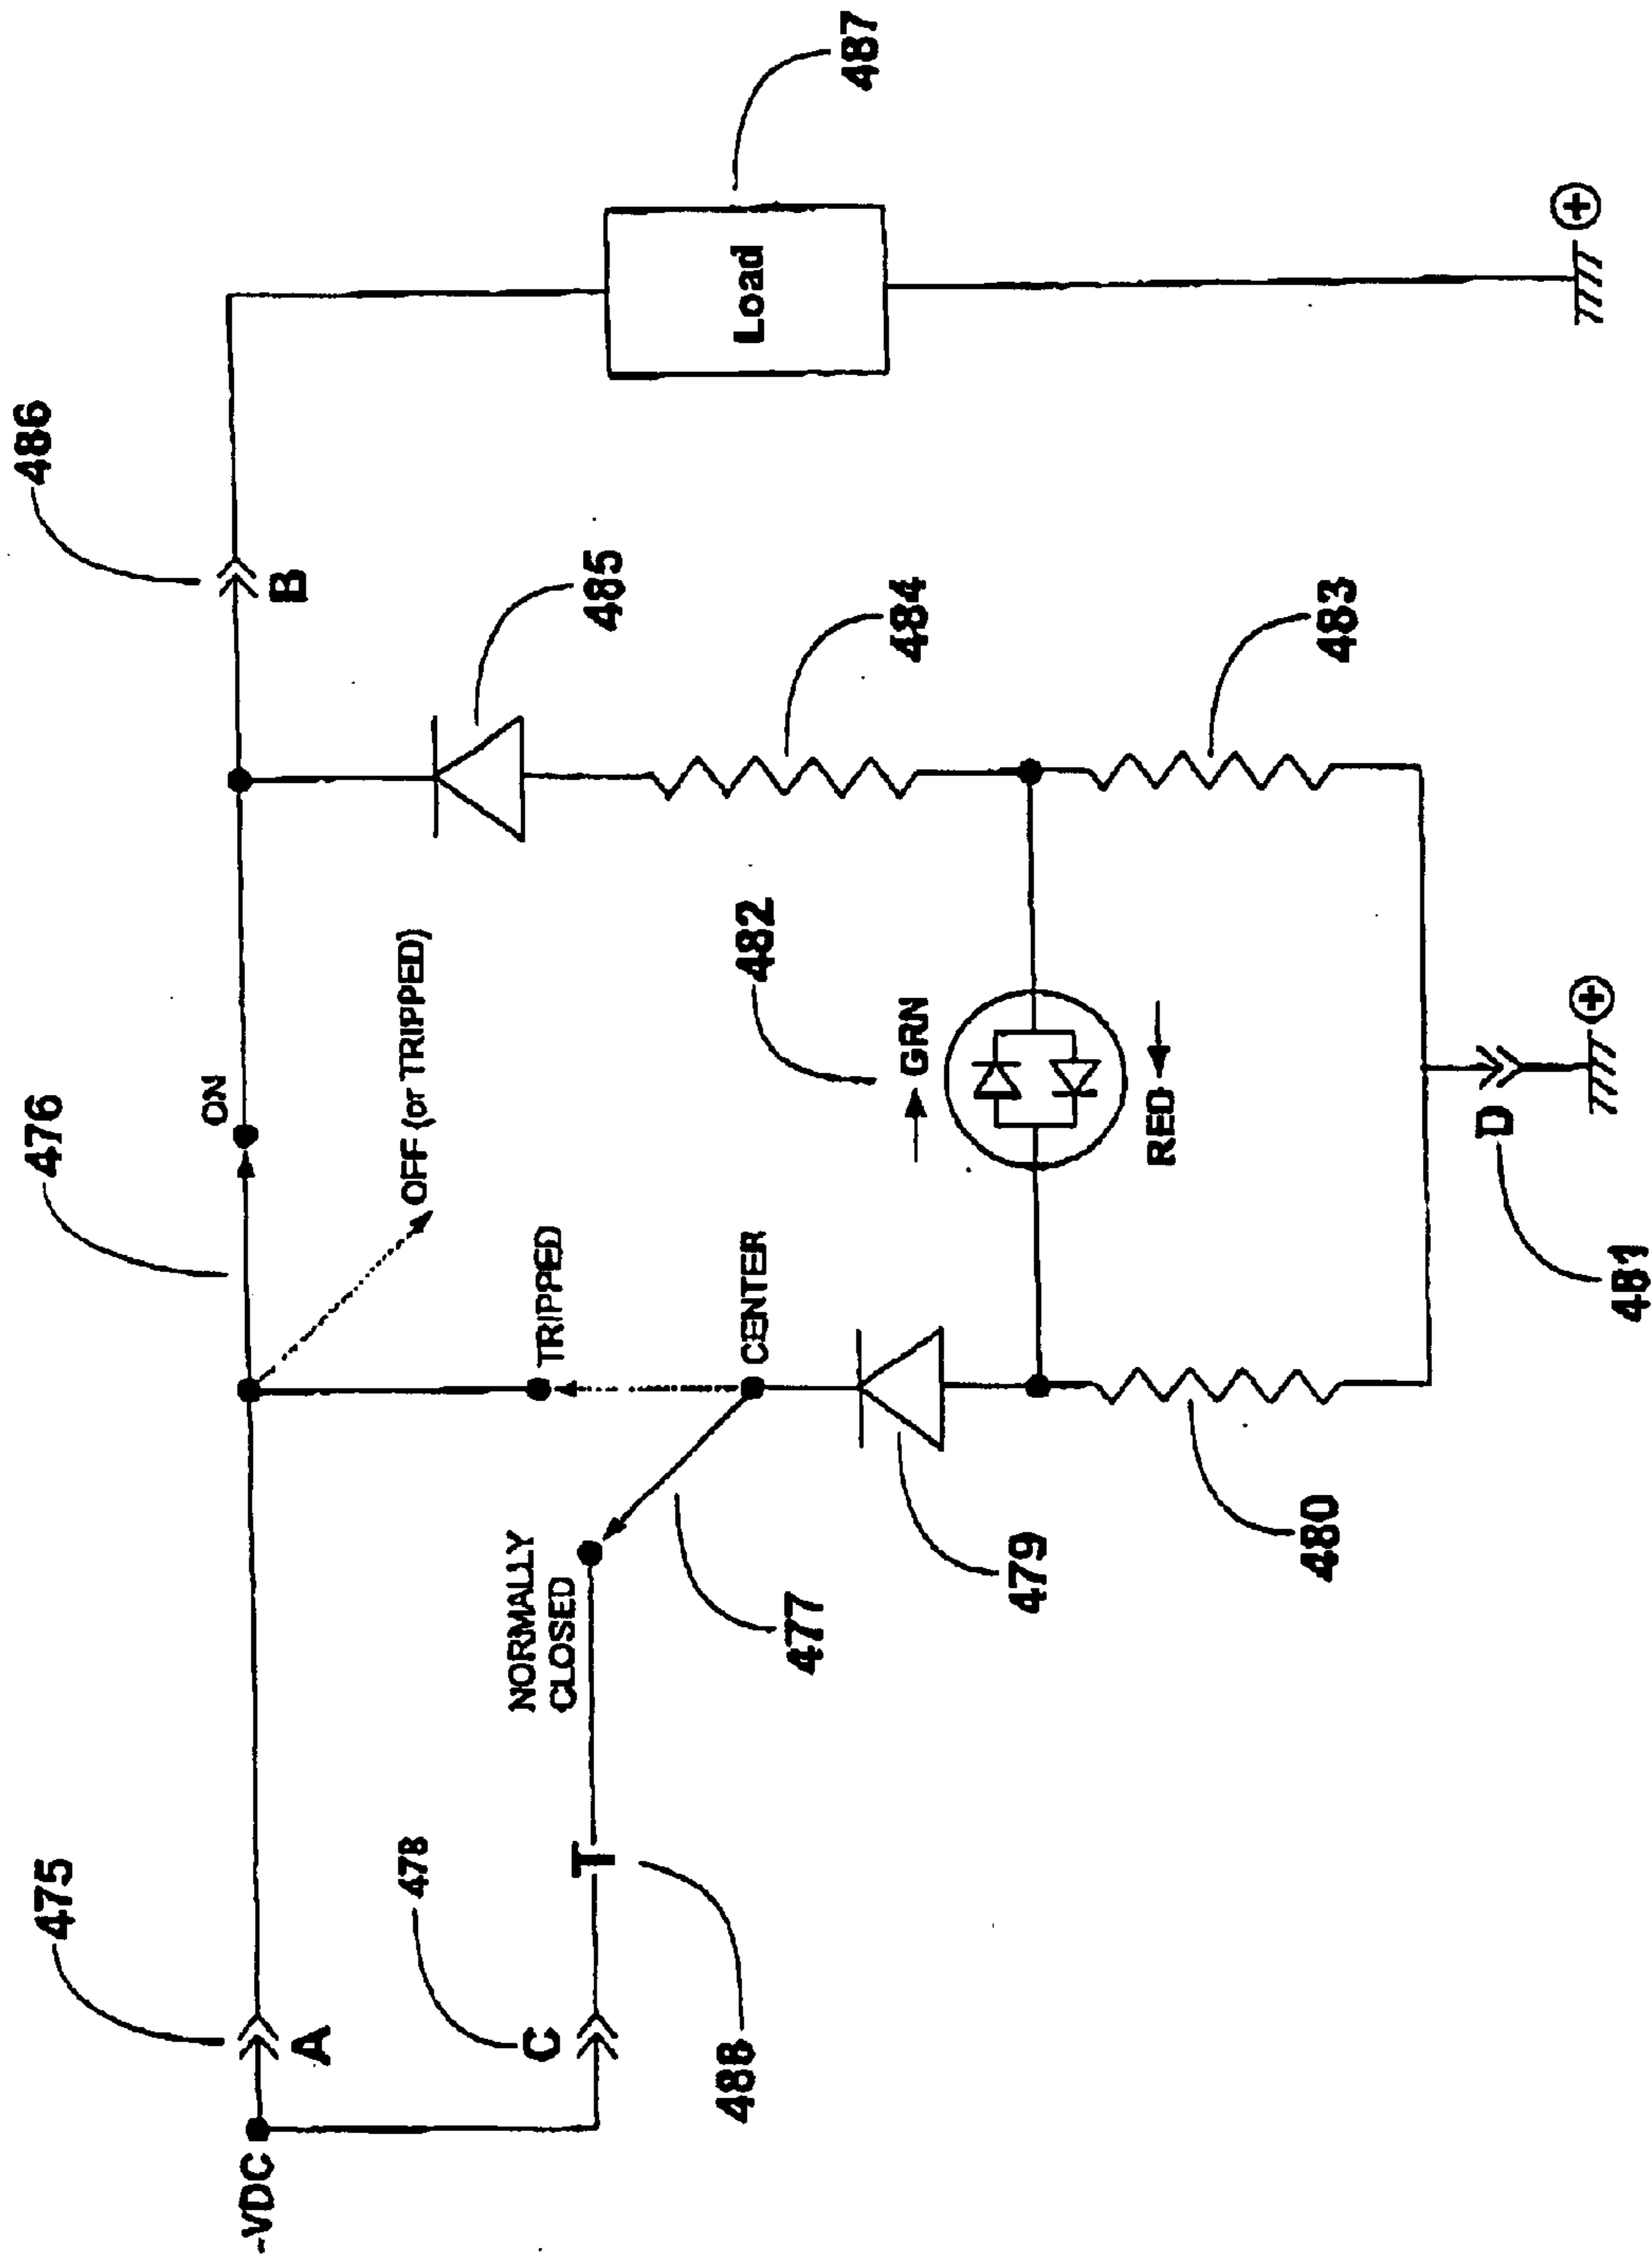 475
476
486
487
-VDC
A
ON
B
OFF (or TRIPPED)
478
C
T
488
NORMALLY
CLOSED
TRIPPED
477
CENTER
479
480
482
GRN
RED
485
484
483
Load
D
481
+
+